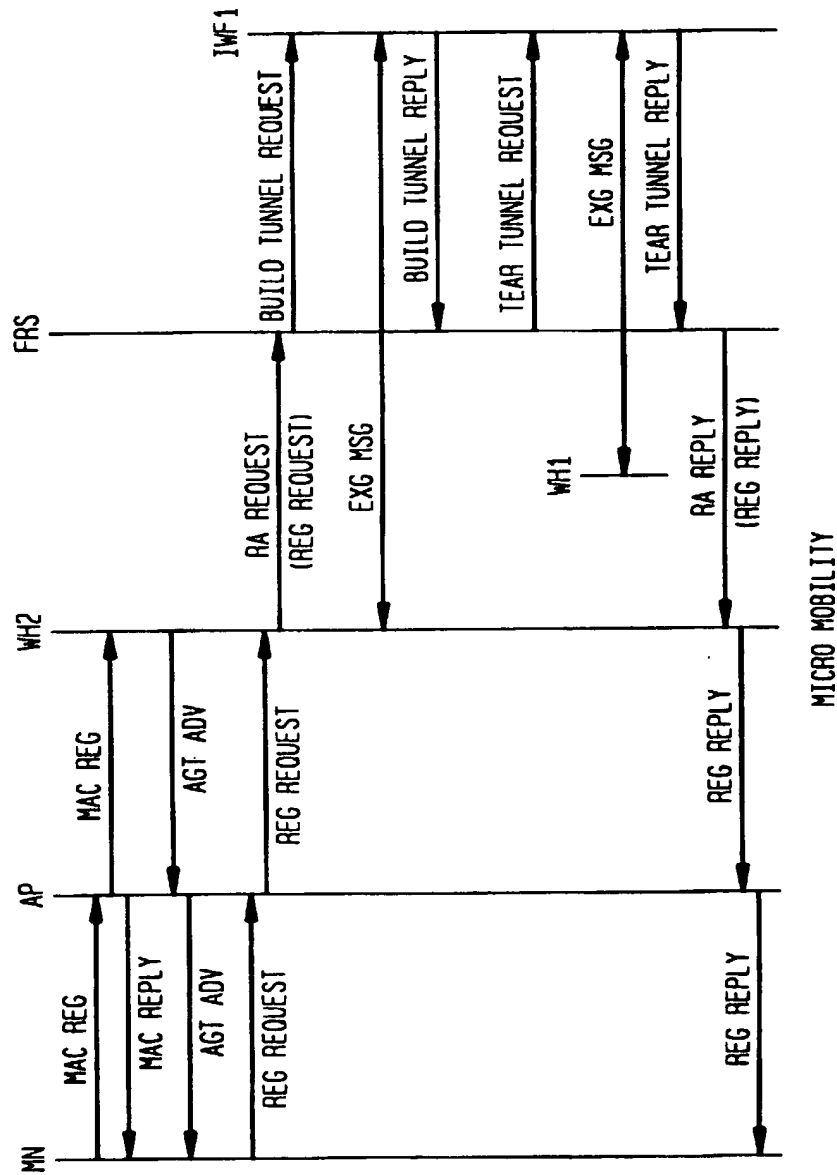 MN
AP
WH2
FRS
IWF1
MAC REG
MAC REG
MAC REPLY
AGT ADV
AGT ADV
REG REQUEST
REG REQUEST
RA REQUEST
(REG REQUEST)
BUILD TUNNEL REQUEST
EXG MSG
BUILD TUNNEL REPLY
TEAR TUNNEL REQUEST
WH1
EXG MSG
TEAR TUNNEL REPLY
RA REPLY
(REG REPLY)
REG REPLY
REG REPLY
MICRO MOBILITY